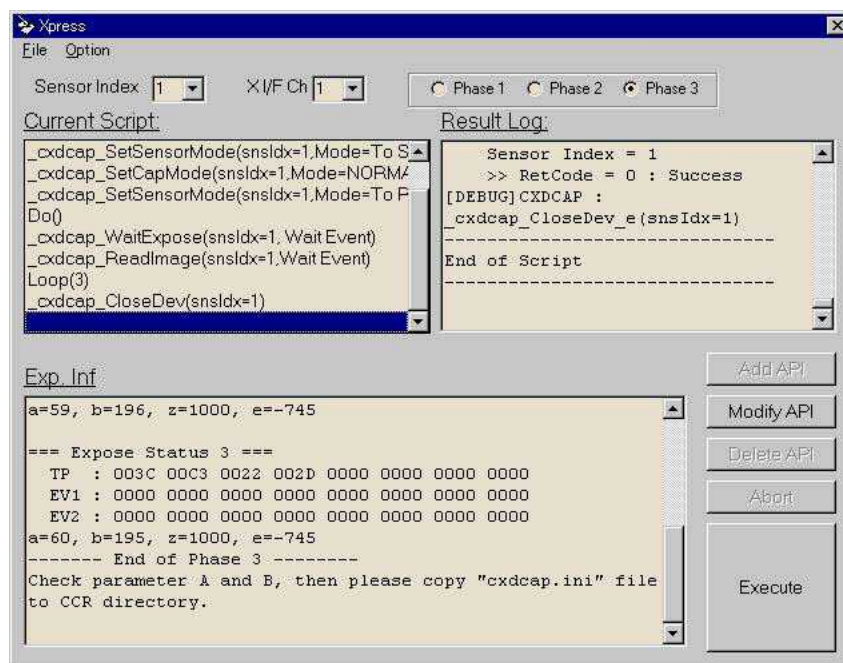 Xpress
File Option
Sensor Index 1 X I/F Ch 1 Phase 1 Phase 2 Phase 3
Current Script:
_cxdcap_SetSensorMode(snsIdx=1,Mode=To S
_cxdcap_SetCapMode(snsIdx=1,Mode=NORMA
_cxdcap_SetSensorMode(snsIdx=1,Mode=To R
Do()
_cxdcap_WaitExpose(snsIdx=1, Wait Event)
_cxdcap_ReadImage(snsIdx=1,Wait Event)
Loop(3)
_cxdcap_CloseDev(snsIdx=1)
Result Log:
Sensor Index = 1
>> RetCode = 0 : Success
[DEBUG]CXDCAP :
_cxdcap_CloseDev_e(snsIdx=1)
--------------------------------
End of Script
--------------------------------
Exp. Inf
a=59, b=196, z=1000, e=-745
=== Expose Status 3 ===
TP : 003C 00C3 0022 002D 0000 0000 0000 0000
EV1 : 0000 0000 0000 0000 0000 0000 0000 0000
EV2 : 0000 0000 0000 0000 0000 0000 0000 0000
a=60, b=195, z=1000, e=-745
------- End of Phase 3 --------
Check parameter A and B, then please copy "cxdcap.ini" file
to CCR directory.
Add API
Modify API
Delete API
Abort
Execute